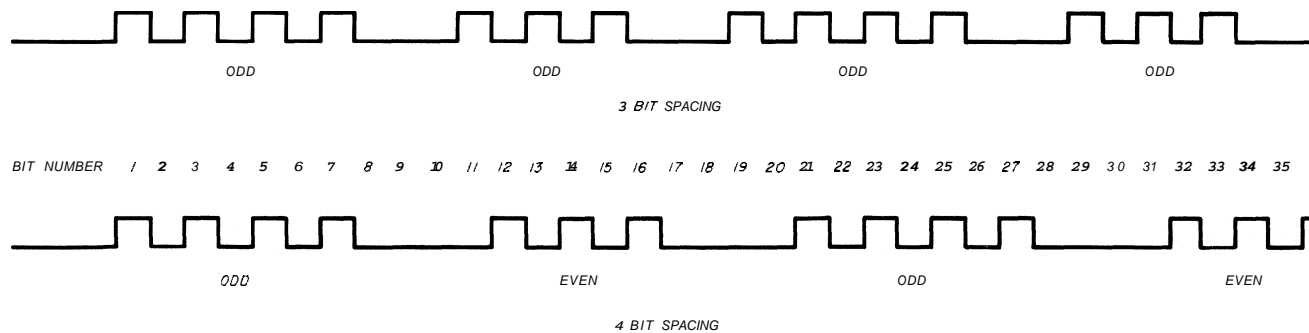 ODD ODD ODD ODD
3 BIT SPACING
BIT NUMBER 1 2 3 4 5 6 7 8 9 10 11 12 13 14 15 16 17 18 19 20 21 22 23 24 25 26 27 28 29 30 31 32 33 34 35
ODD EVEN ODD EVEN
4 BIT SPACING